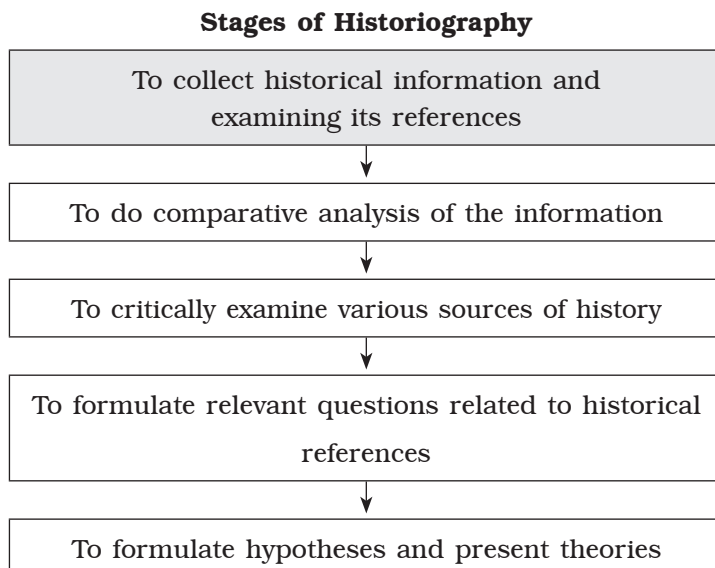 Stages of Historiography
To collect historical information and
examining its references
To do comparative analysis of the information
To critically examine various sources of history
To formulate relevant questions related to historical
references
To formulate hypotheses and present theories